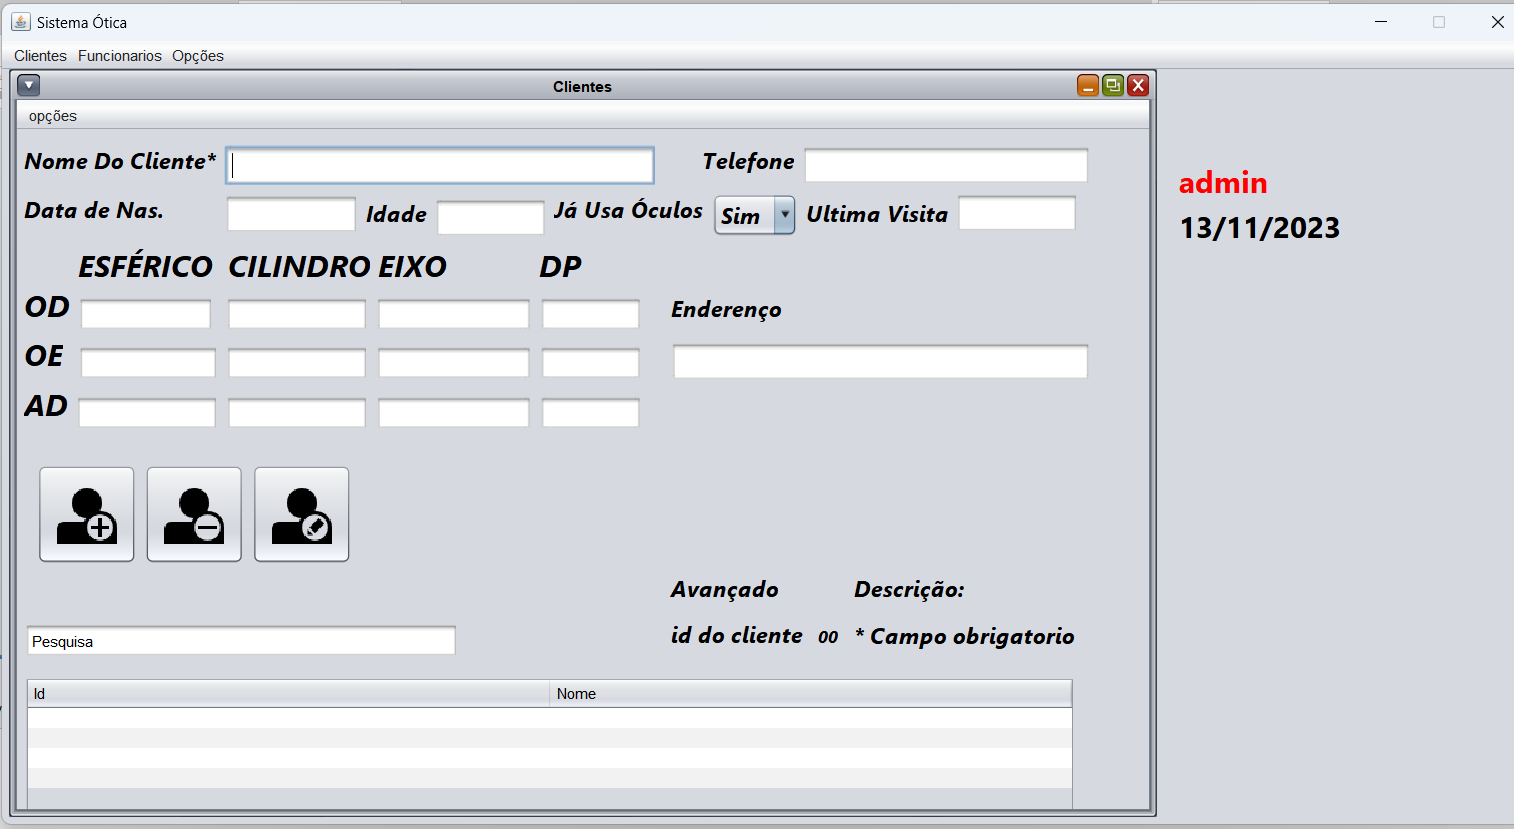 Sistema Ótica
Clientes Funcionarios Opções
Clientes
opções
Nome Do Cliente* Telefone
admin
Data de Nas. Idade Já Usa Óculos Sim Ultima Visita
13/11/2023
ESFÉRICO CILINDRO EIXO DP
OD
Enderenço
OE
AD
Avançado Descrição:
id do cliente 00 * Campo obrigatorio
Pesquisa
Id Nome